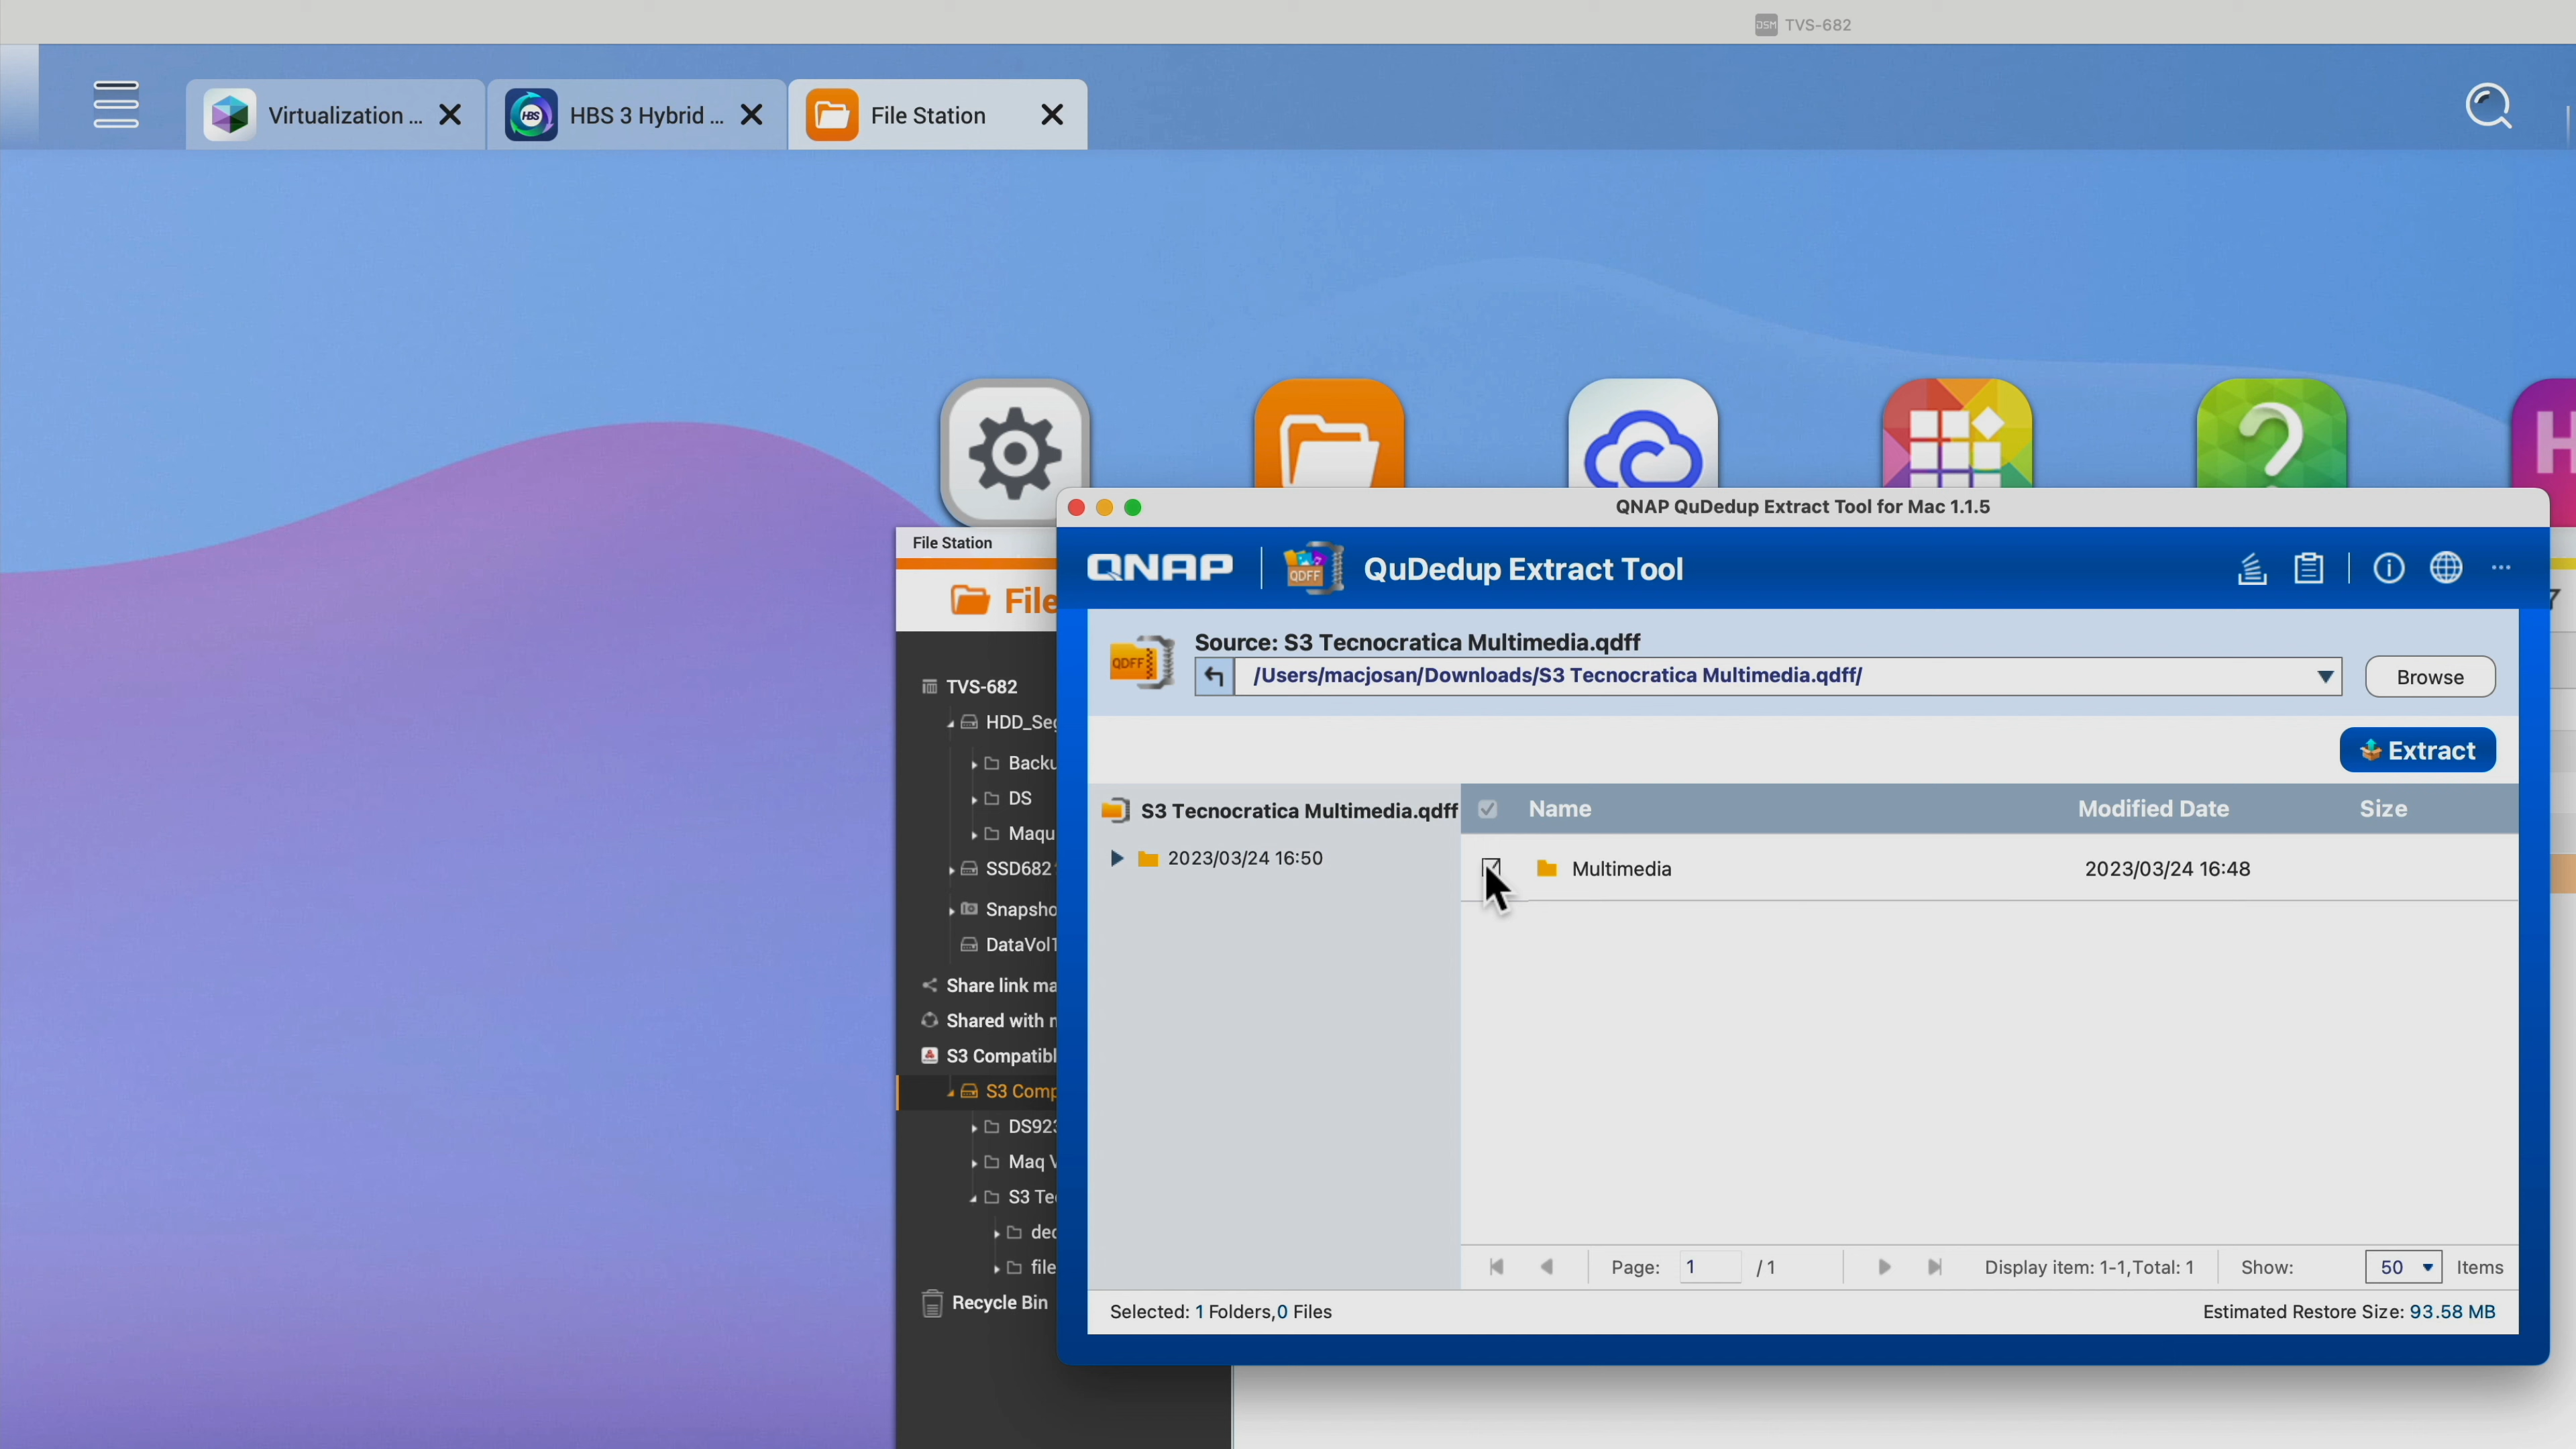 TVS-682
Virtualization ...
HBS 3 Hybrid ...
File Station
QNAP QuDedup Extract Tool for Mac 1.1.5
File Station
File
QNAP
QDFF
QuDedup Extract Tool
QDFF
Source: S3 Tecnocratica Multimedia.qdff
/Users/macjosan/Downloads/S3 Tecnocratica Multimedia.qdff/
Browse
Extract
TVS-682
HDD_Seg
Backu
DS
Maqu
SSD682
Snapsho
DataVol1
Share link ma
Shared with
S3 Compatibl
S3 Comp
DS923
Maq V
S3 Te
dec
file
Recycle Bin
S3 Tecnocratica Multimedia.qdff
2023/03/24 16:50
Name Modified Date Size
Multimedia 2023/03/24 16:48
Page: 1 / 1 Display item: 1-1,Total: 1 Show: 50 Items
Selected: 1 Folders,0 Files
Estimated Restore Size: 93.58 MB